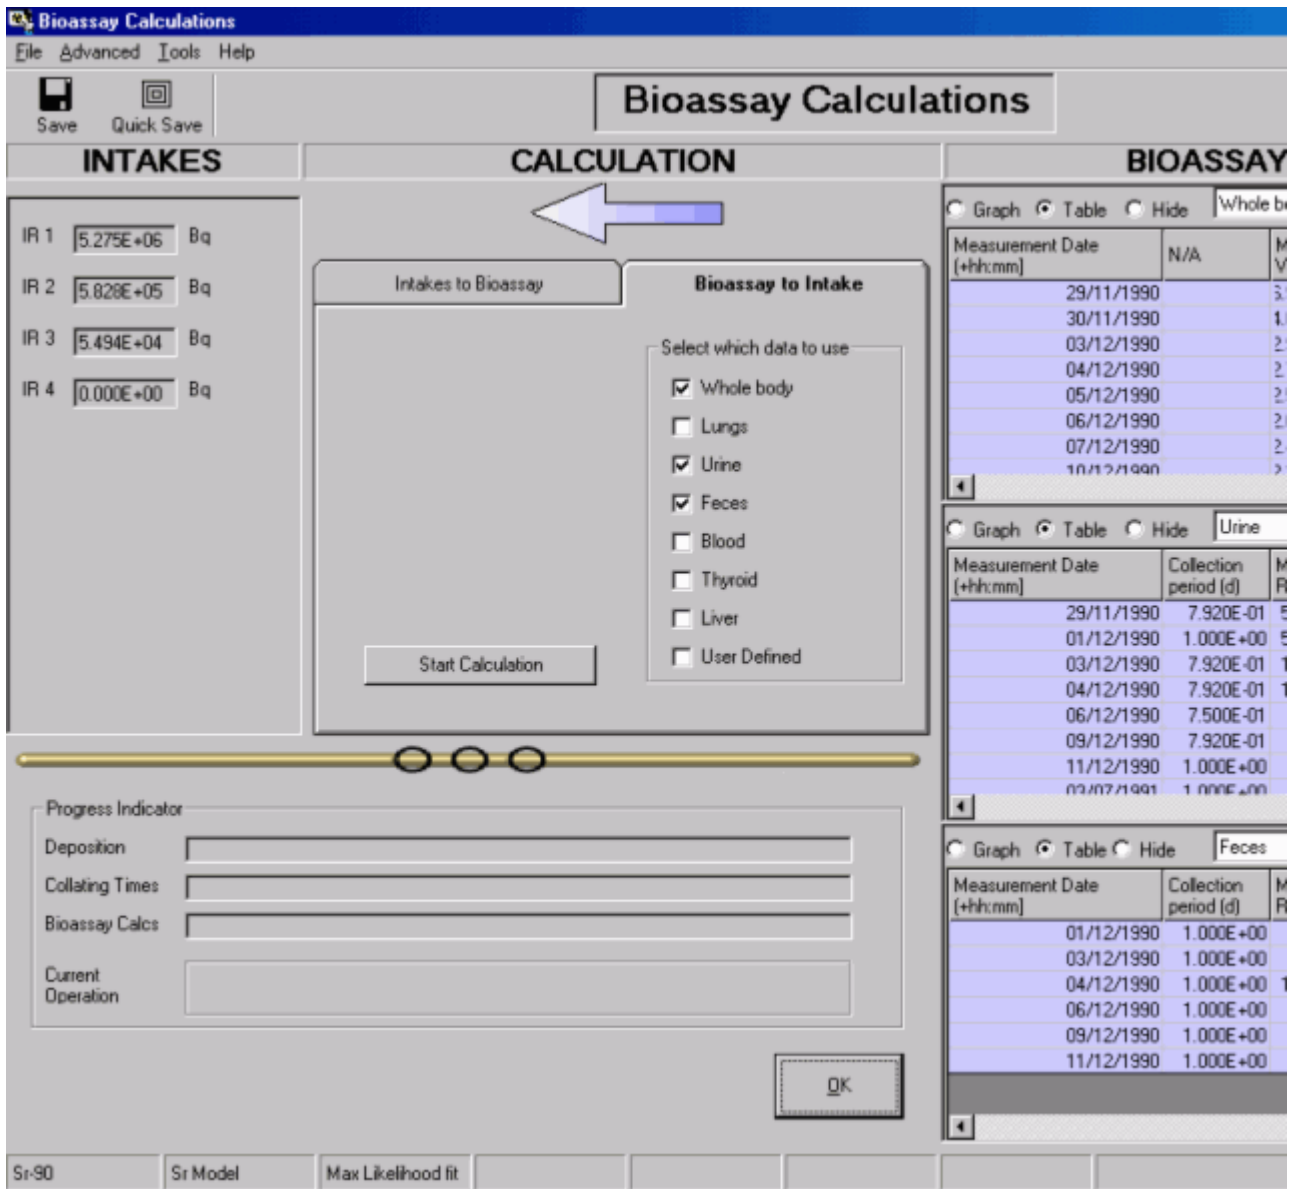 Bioassay Calculations
File Advanced Tools Help
Save Quick Save
Bioassay Calculations
INTAKES CALCULATION BIOASSAY
IR 1 5.275E+06 Bq
IR 2 5.828E+05 Bq
IR 3 5.494E+04 Bq
IR 4 0.000E+00 Bq
Intakes to Bioassay Bioassay to Intake
Select which data to use
Whole body
Lungs
Urine
Feces
Blood
Thyroid
Liver
User Defined
Start Calculation
Progress Indicator
Deposition
Collating Times
Bioassay Calcs
Current
Operation
OK
Graph Table Hide Whole
Measurement Date
(+hh:mm) N/A
29/11/1990
30/11/1990
03/12/1990
04/12/1990
05/12/1990
06/12/1990
07/12/1990
10/12/1990
Graph Table Hide Urine
Measurement Date Collection
(+hh:mm) period (d)
29/11/1990 7.920E-01
01/12/1990 1.000E+00
03/12/1990 7.920E-01
04/12/1990 7.920E-01
06/12/1990 7.500E-01
09/12/1990 7.920E-01
11/12/1990 1.000E+00
03/07/1991 1.000E+00
Graph Table Hide Feces
Measurement Date Collection
(+hh:mm) period (d)
01/12/1990 1.000E+00
03/12/1990 1.000E+00
04/12/1990 1.000E+00
06/12/1990 1.000E+00
09/12/1990 1.000E+00
11/12/1990 1.000E+00
Sr-90 Sr Model Max Likelihood fit